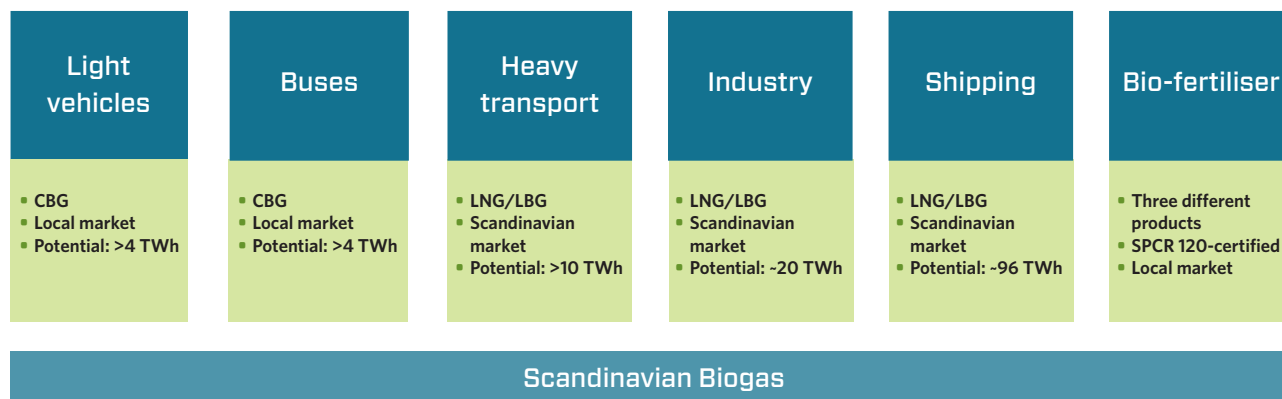 Light
vehicles
CBG
Local market
Potential: >4 TWh
Buses
CBG
Local market
Potential: >4 TWh
Heavy
transport
LNG/LBG
Scandinavian
market
Potential: >10 TWh
Industry
LNG/LBG
Scandinavian
market
Potential: ~20 TWh
Shipping
LNG/LBG
Scandinavian
market
Potential: ~96 TWh
Bio-fertiliser
Three different
products
SPCR 120-certified
Local market
Scandinavian Biogas